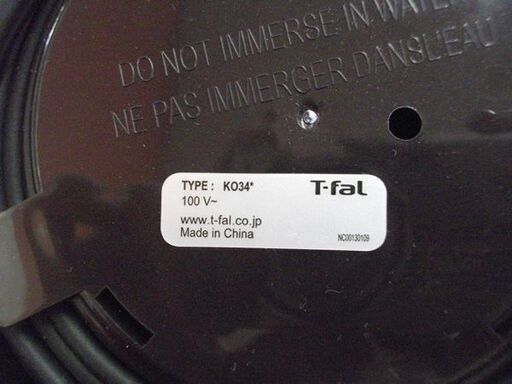 DO NOT IMMERSE IN WATER
NE PAS IMMERGER DANS L'EAU
TYPE : KO34*
T-faL
100 V~
www.t-fal.co.jp
Made in China
NC00130109